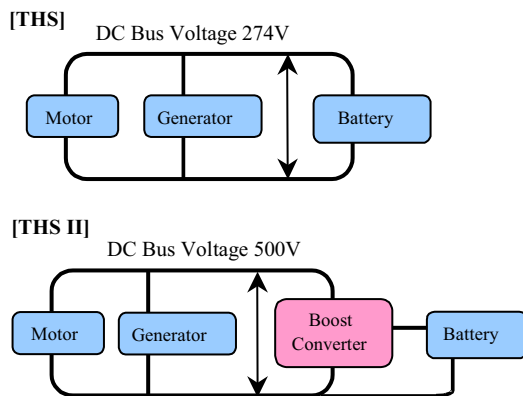 [THS]
DC Bus Voltage 274V
Motor
Generator
Battery
[THS II]
DC Bus Voltage 500V
Motor
Generator
Boost
Converter
Battery